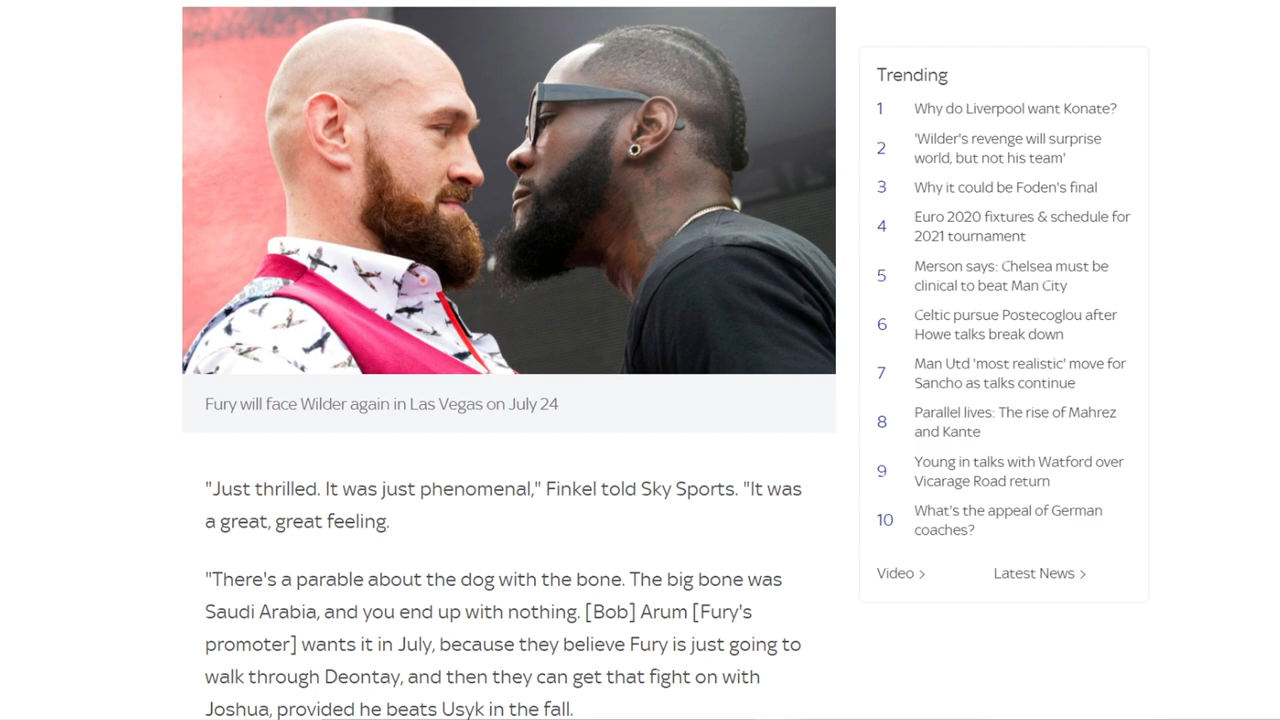 Fury will face Wilder again in Las Vegas on July 24
"Just thrilled. It was just phenomenal," Finkel told Sky Sports. "It was
a great, great feeling.
"There's a parable about the dog with the bone. The big bone was
Saudi Arabia, and you end up with nothing. [Bob] Arum [Fury's
promoter] wants it in July, because they believe Fury is just going to
walk through Deontay, and then they can get that fight on with
Joshua, provided he beats Usyk in the fall.
Trending
1 Why do Liverpool want Konate?
2 'Wilder's revenge will surprise
world, but not his team'
3 Why it could be Foden's final
4 Euro 2020 fixtures & schedule for
2021 tournament
5 Merson says: Chelsea must be
clinical to beat Man City
6 Celtic pursue Postecoglou after
Howe talks break down
7 Man Utd 'most realistic' move for
Sancho as talks continue
8 Parallel lives: The rise of Mahrez
and Kante
9 Young in talks with Watford over
Vicarage Road return
10 What's the appeal of German
coaches?
Video > Latest News >